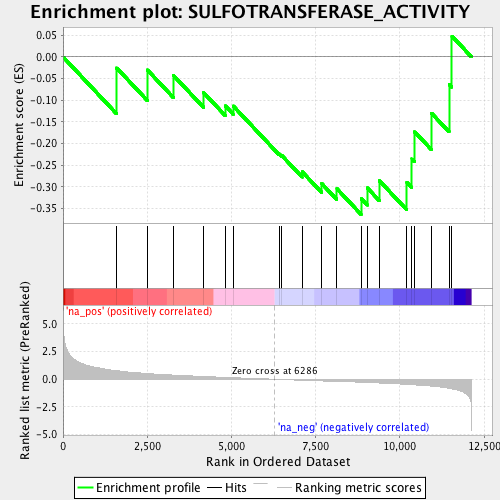 Enrichment plot: SULFOTRANSFERASE_ACTIVITY
Enrichment score (ES)
0.05
0.00
-0.05
-0.10
-0.15
-0.20
-0.25
-0.30
-0.35
'na_pos' (positively correlated)
Ranked list metric (PreRanked)
5.0
2.5
0.0
-2.5
-5.0
Zero cross at 6286
'na_neg' (negatively correlated)
0
2,500
5,000
7,500
10,000
12,500
Rank in Ordered Dataset
Enrichment profile
Hits
Ranking metric scores